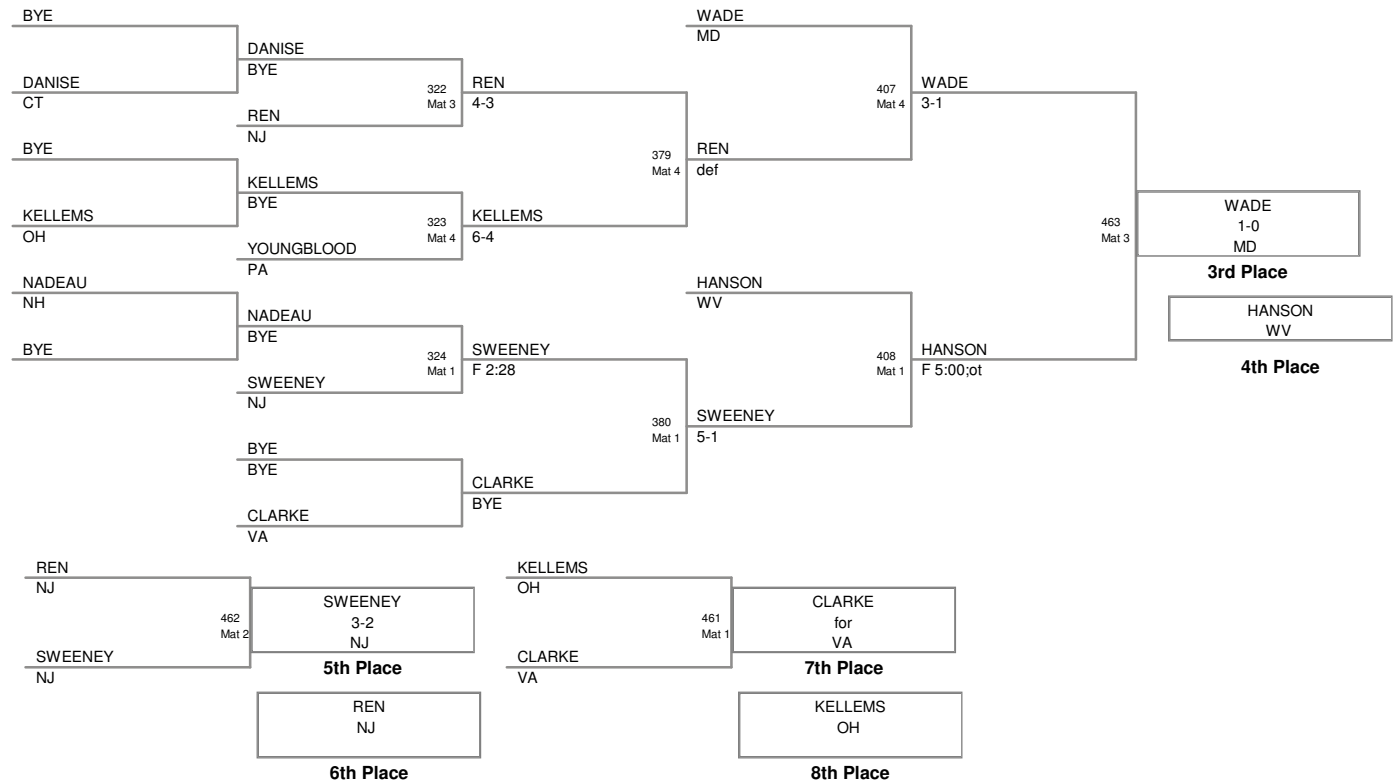 BYE
DANISE
CT
BYE
KELLEMS
OH
NADEAU
NH
BYE
DANISE
BYE
REN
NJ
KELLEMS
BYE
YOUNGBLOOD
PA
NADEAU
BYE
SWEENEY
NJ
BYE
BYE
CLARKE
VA
322
Mat 3
REN
4-3
323
Mat 4
KELLEMS
6-4
324
Mat 1
SWEENEY
F 2:28
CLARKE
BYE
WADE
MD
379
Mat 4
REN
def
HANSON
WV
380
Mat 1
SWEENEY
5-1
407
Mat 4
WADE
3-1
408
Mat 1
HANSON
F 5:00;ot
463
Mat 3
WADE
1-0
MD
3rd Place
HANSON
WV
4th Place
REN
NJ
SWEENEY
NJ
462
Mat 2
SWEENEY
3-2
NJ
5th Place
REN
NJ
6th Place
KELLEMS
OH
CLARKE
VA
461
Mat 1
CLARKE
for
VA
7th Place
KELLEMS
OH
8th Place